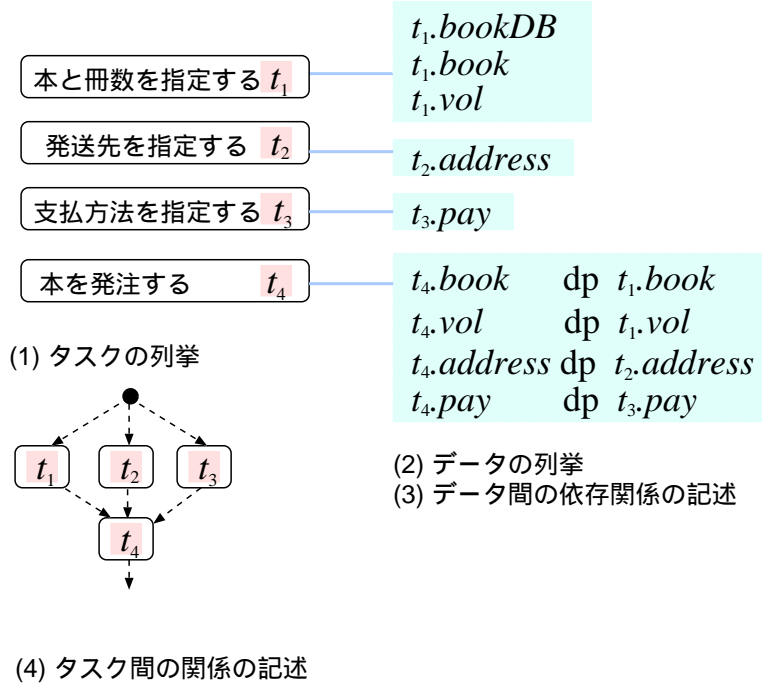 本と冊数を指定する t₁
t₁.bookDB
t₁.book
t₁.vol
発送先を指定する t₂
t₂.address
支払方法を指定する t₃
t₃.pay
本を発注する t₄
t₄.book dp t₁.book
t₄.vol dp t₁.vol
t₄.address dp t₂.address
t₄.pay dp t₃.pay
(1) タスクの列挙
t₁ t₂ t₃
t₄
(2) データの列挙
(3) データ間の依存関係の記述
(4) タスク間の関係の記述